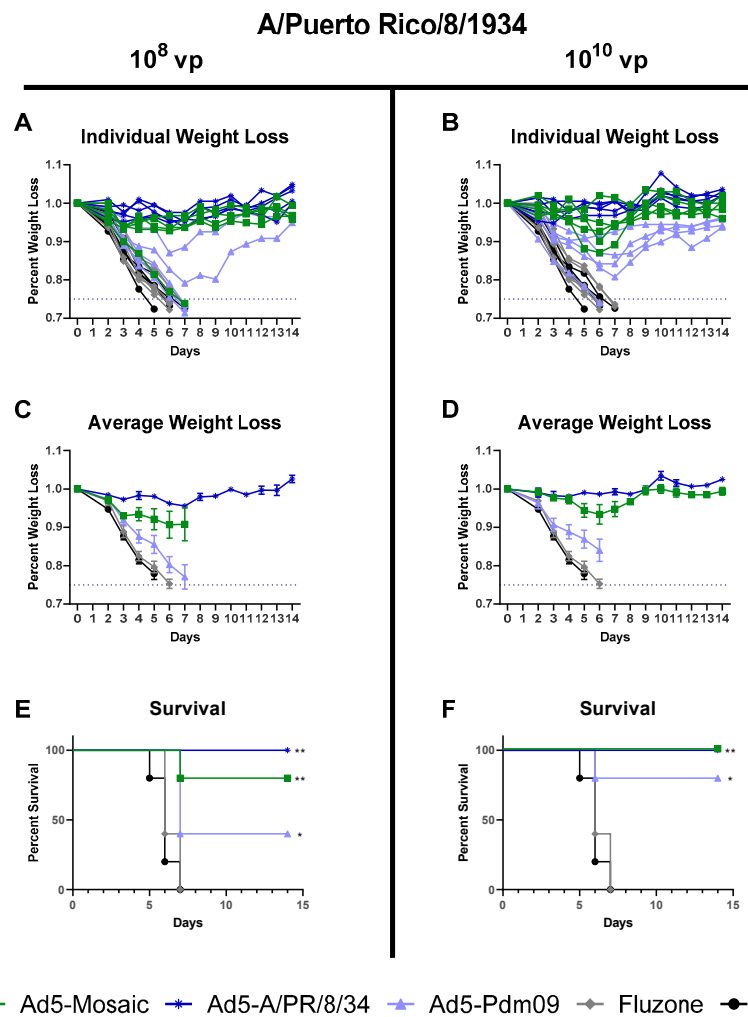 A/Puerto Rico/8/1934
10^8 vp
10^10 vp
A
Individual Weight Loss
Percent Weight Loss
1.1
1.0
0.9
0.8
0.7
0 1 2 3 4 5 6 7 8 9 10 11 12 13 14
Days
B
Individual Weight Loss
Percent Weight Loss
1.1
1.0
0.9
0.8
0.7
0 1 2 3 4 5 6 7 8 9 10 11 12 13 14
Days
C
Average Weight Loss
Percent Weight Loss
1.1
1.0
0.9
0.8
0.7
0 1 2 3 4 5 6 7 8 9 10 11 12 13 14
Days
D
Average Weight Loss
Percent Weight Loss
1.1
1.0
0.9
0.8
0.7
0 1 2 3 4 5 6 7 8 9 10 11 12 13 14
Days
E
Survival
Percent Survival
100
50
0
0 5 10 15
Days
**
**
*
F
Survival
Percent Survival
100
50
0
0 5 10 15
Days
**
*
Ad5-Mosaic Ad5-A/PR/8/34 Ad5-Pdm09 Fluzone